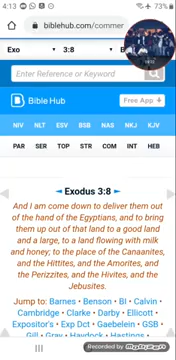 4:13
54%
biblehub.com/commer
Exo 3:8 B
Enter Reference or Keyword
Bible Hub Free App
NIV NLT ESV BSB NAS NKJ KJV
PAR SER TOP STR COM INT HEB
◄ Exodus 3:8 ►
And I am come down to deliver them out
of the hand of the Egyptians, and to bring
them up out of that land to a good land
and a large, to a land flowing with milk
and honey; to the place of the Canaanites,
and the Hittites, and the Amorites, and
the Perizzites, and the Hivites, and the
Jebusites.
Jump to: Barnes • Benson • BI • Calvin •
Cambridge • Clarke • Darby • Ellicott •
Expositor's • Exp Dct • Gaebelein • GSB •
Gill • Gray • Haydock • Hastings •
RECORDED BY